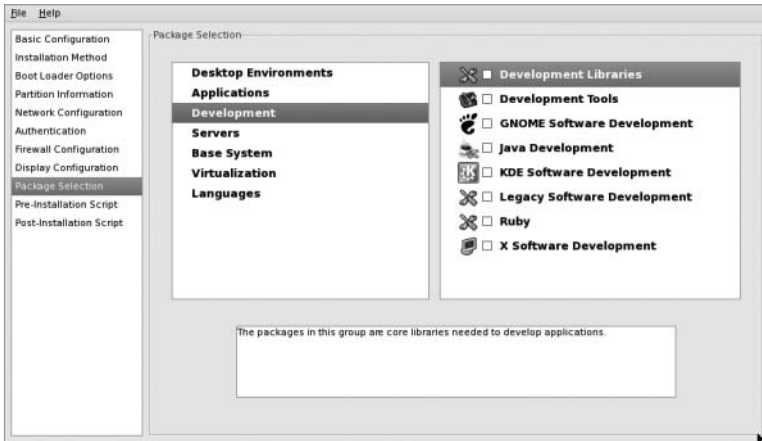 File Help
Basic Configuration
Installation Method
Boot Loader Options
Partition Information
Network Configuration
Authentication
Firewall Configuration
Display Configuration
Package Selection
Pre-Installation Script
Post-Installation Script
Package Selection
Desktop Environments
Applications
Development
Servers
Base System
Virtualization
Languages
Development Libraries
Development Tools
GNOME Software Development
Java Development
KDE Software Development
Legacy Software Development
Ruby
X Software Development
The packages in this group are core libraries needed to develop applications.